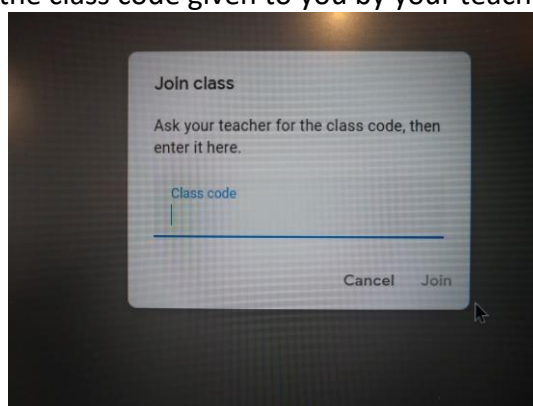 the class code given to you by your teach
Join class
Ask your teacher for the class code, then
enter it here.
Class code
Cancel Join